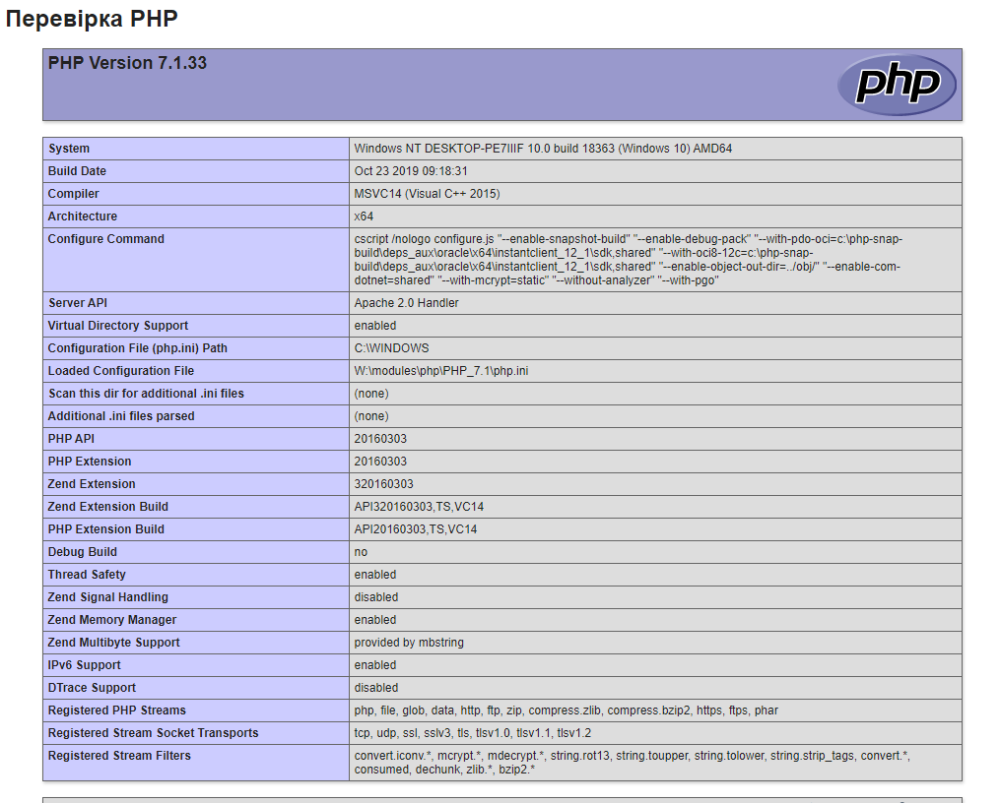 Перевірка PHP
PHP Version 7.1.33
php
System Windows NT DESKTOP-PE7IIIF 10.0 build 18363 (Windows 10) AMD64
Build Date Oct 23 2019 09:18:31
Compiler MSVC14 (Visual C++ 2015)
Architecture x64
Configure Command cscript /nologo configure.js "--enable-snapshot-build" "--enable-debug-pack" "--with-pdo-oci=c:\php-snap-
build\deps_aux\oracle\x64\instantclient_12_1\sdk,shared" "--with-oci8-12c=c:\php-snap-
build\deps_aux\oracle\x64\instantclient_12_1\sdk,shared" "--enable-object-out-dir=../obj/" "--enable-com-
dotnet=shared" "--with-mcrypt=static" "--without-analyzer" "--with-pgo"
Server API Apache 2.0 Handler
Virtual Directory Support enabled
Configuration File (php.ini) Path C:\WINDOWS
Loaded Configuration File W:\modules\php\PHP_7.1\php.ini
Scan this dir for additional .ini files (none)
Additional .ini files parsed (none)
PHP API 20160303
PHP Extension 20160303
Zend Extension 320160303
Zend Extension Build API320160303,TS,VC14
PHP Extension Build API20160303,TS,VC14
Debug Build no
Thread Safety enabled
Zend Signal Handling disabled
Zend Memory Manager enabled
Zend Multibyte Support provided by mbstring
IPv6 Support enabled
DTrace Support disabled
Registered PHP Streams php, file, glob, data, http, ftp, zip, compress.zlib, compress.bzip2, https, ftps, phar
Registered Stream Socket Transports tcp, udp, ssl, sslv3, tls, tlsv1.0, tlsv1.1, tlsv1.2
Registered Stream Filters convert.iconv.*, mcrypt.*, mdecrypt.*, string.rot13, string.toupper, string.tolower, string.strip_tags, convert.*,
consumed, dechunk, zlib.*, bzip2.*